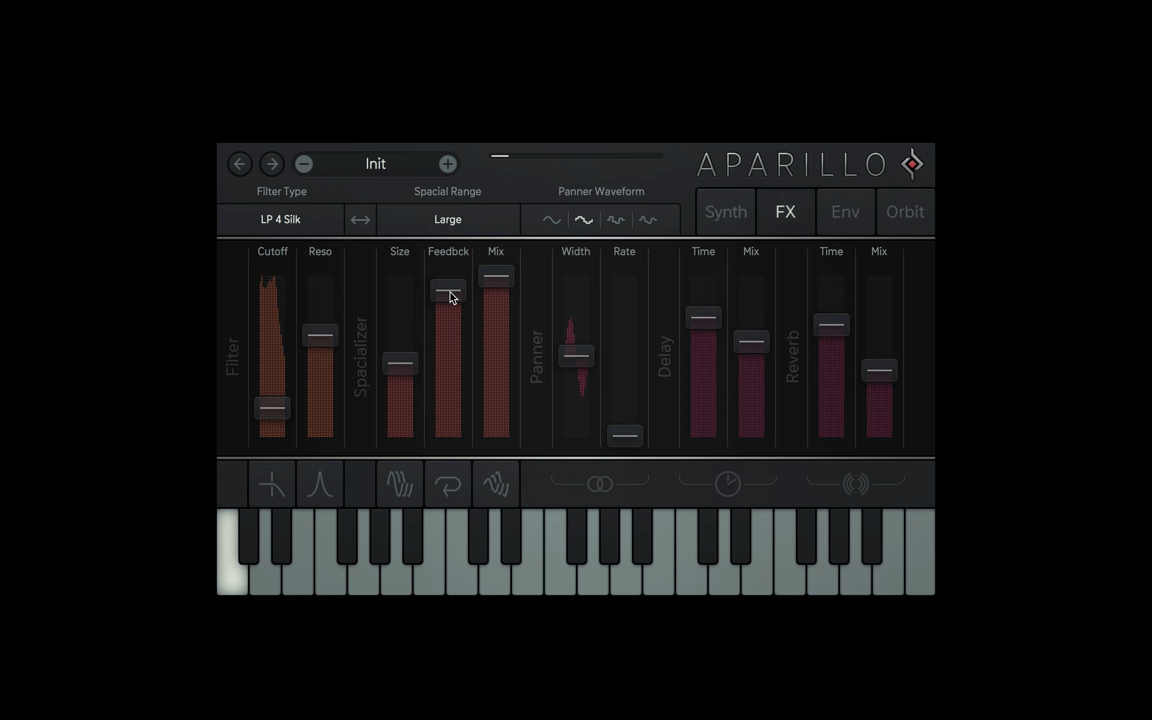 Init
APARILLO
Filter Type
Spacial Range
Panner Waveform
LP 4 Silk
Large
Synth
FX
Env
Orbit
Cutoff
Reso
Size
Feedbck
Mix
Width
Rate
Time
Mix
Time
Mix
Filter
Spacializer
Panner
Delay
Reverb